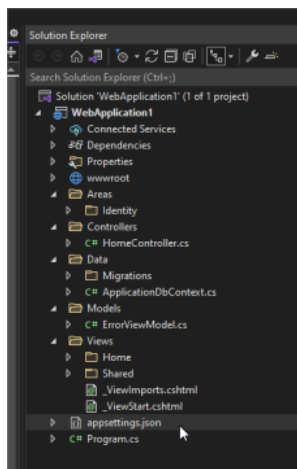 Solution Explorer
Search Solution Explorer (Ctrl+;)
Solution 'WebApplication1' (1 of 1 project)
WebApplication1
Connected Services
Dependencies
Properties
wwwroot
Areas
Identity
Controllers
C# HomeController.cs
Data
Migrations
C# ApplicationDbContext.cs
Models
C# ErrorViewModel.cs
Views
Home
Shared
_ViewImports.cshtml
_ViewStart.cshtml
appsettings.json
C# Program.cs